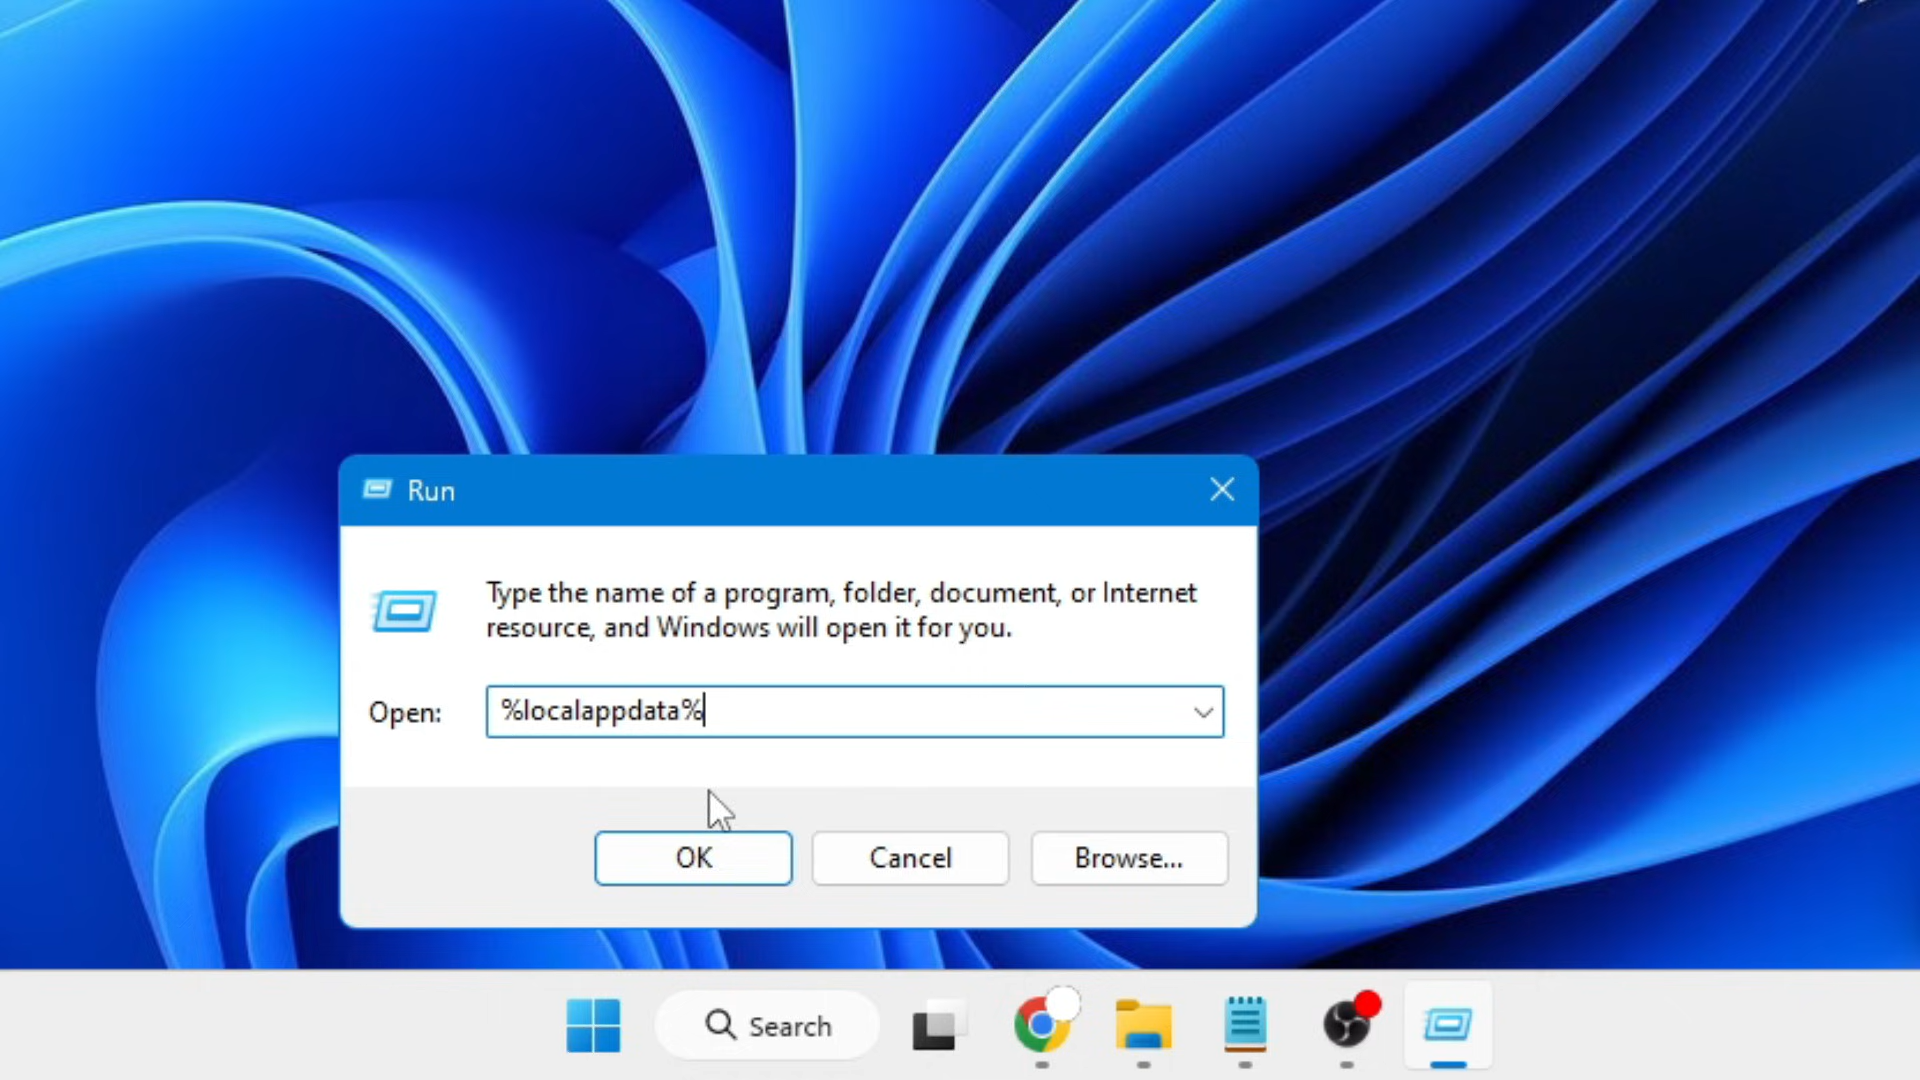 Run
Type the name of a program, folder, document, or Internet
resource, and Windows will open it for you.
Open: %localappdata%
OK Cancel Browse...
Search